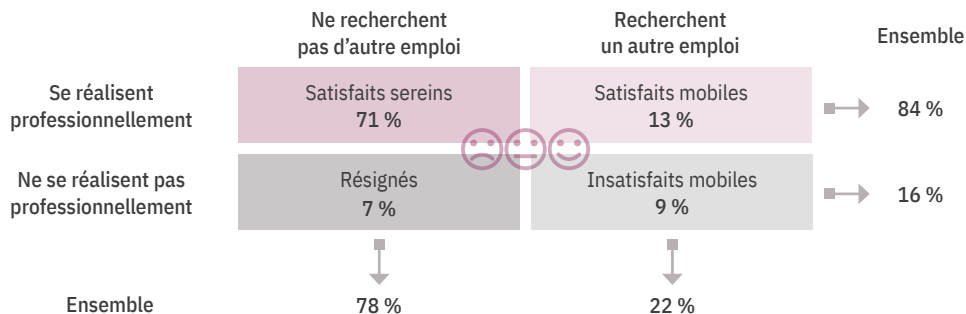 Ne recherchent
pas d'autre emploi
Recherchent
un autre emploi
Ensemble
Se réalisent
professionnellement
Satisfaits sereins
71 %
Satisfaits mobiles
13 %
84 %
Ne se réalisent pas
professionnellement
Résignés
7 %
Insatisfaits mobiles
9 %
16 %
Ensemble
78 %
22 %